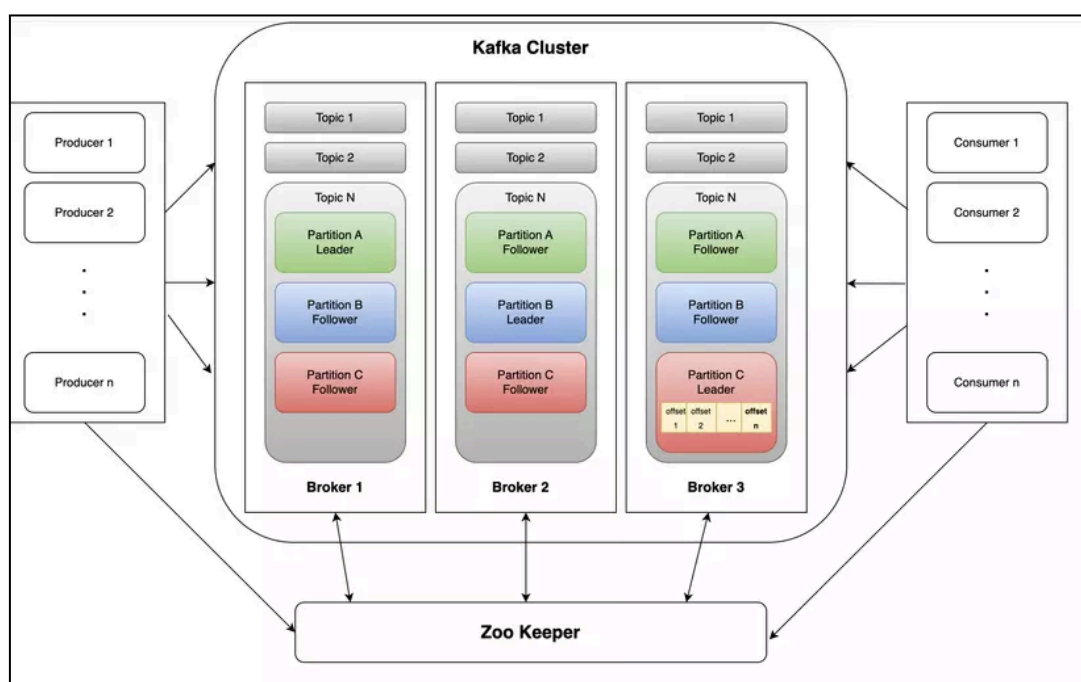 Kafka Cluster
Producer 1
Producer 2
Producer n
Topic 1
Topic 2
Topic N
Partition A
Leader
Partition B
Follower
Partition C
Follower
Broker 1
Topic 1
Topic 2
Topic N
Partition A
Follower
Partition B
Leader
Partition C
Follower
Broker 2
Topic 1
Topic 2
Topic N
Partition A
Follower
Partition B
Follower
Partition C
Leader
offset
1
offset
2
...
offset
n
Broker 3
Consumer 1
Consumer 2
Consumer n
Zoo Keeper